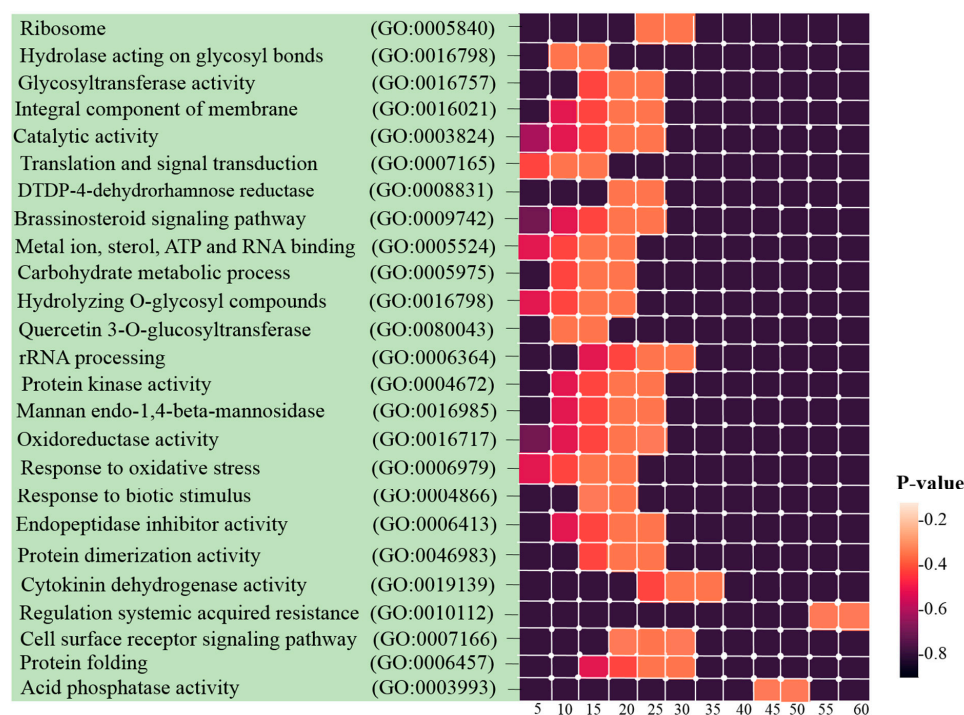 Ribosome (GO:0005840)
Hydrolase acting on glycosyl bonds (GO:0016798)
Glycosyltransferase activity (GO:0016757)
Integral component of membrane (GO:0016021)
Catalytic activity (GO:0003824)
Translation and signal transduction (GO:0007165)
DTDP-4-dehydrorhamnose reductase (GO:0008831)
Brassinosteroid signaling pathway (GO:0009742)
Metal ion, sterol, ATP and RNA binding (GO:0005524)
Carbohydrate metabolic process (GO:0005975)
Hydrolyzing O-glycosyl compounds (GO:0016798)
Quercetin 3-O-glucosyltransferase (GO:0080043)
rRNA processing (GO:0006364)
Protein kinase activity (GO:0004672)
Mannan endo-1,4-beta-mannosidase (GO:0016985)
Oxidoreductase activity (GO:0016717)
Response to oxidative stress (GO:0006979)
Response to biotic stimulus (GO:0004866)
Endopeptidase inhibitor activity (GO:0006413)
Protein dimerization activity (GO:0046983)
Cytokinin dehydrogenase activity (GO:0019139)
Regulation systemic acquired resistance (GO:0010112)
Cell surface receptor signaling pathway (GO:0007166)
Protein folding (GO:0006457)
Acid phosphatase activity (GO:0003993)
5 10 15 20 25 30 35 40 45 50 55 60
P-value
-0.2
-0.4
-0.6
-0.8